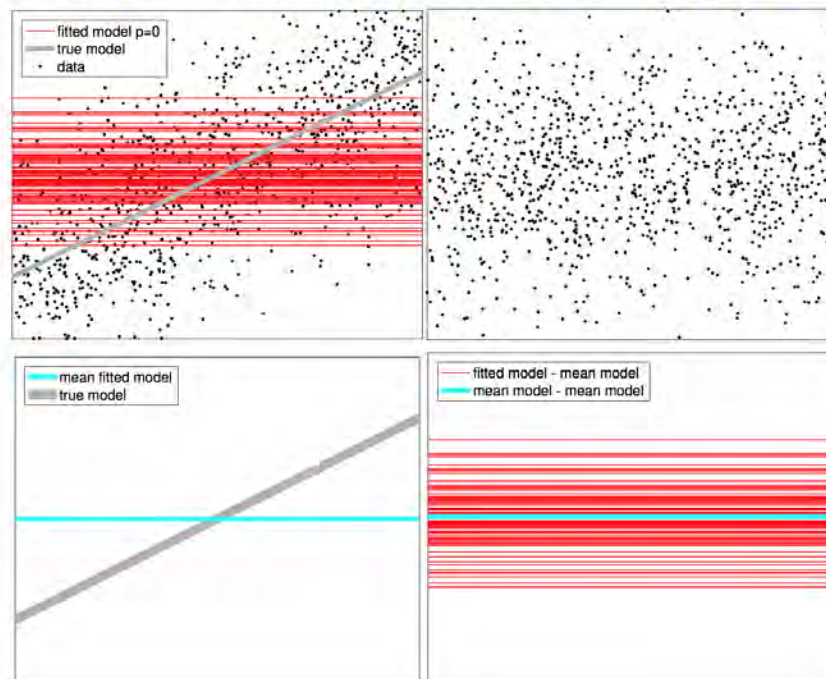 fitted model p=0
true model
data
mean fitted model
true model
fitted model - mean model
mean model - mean model